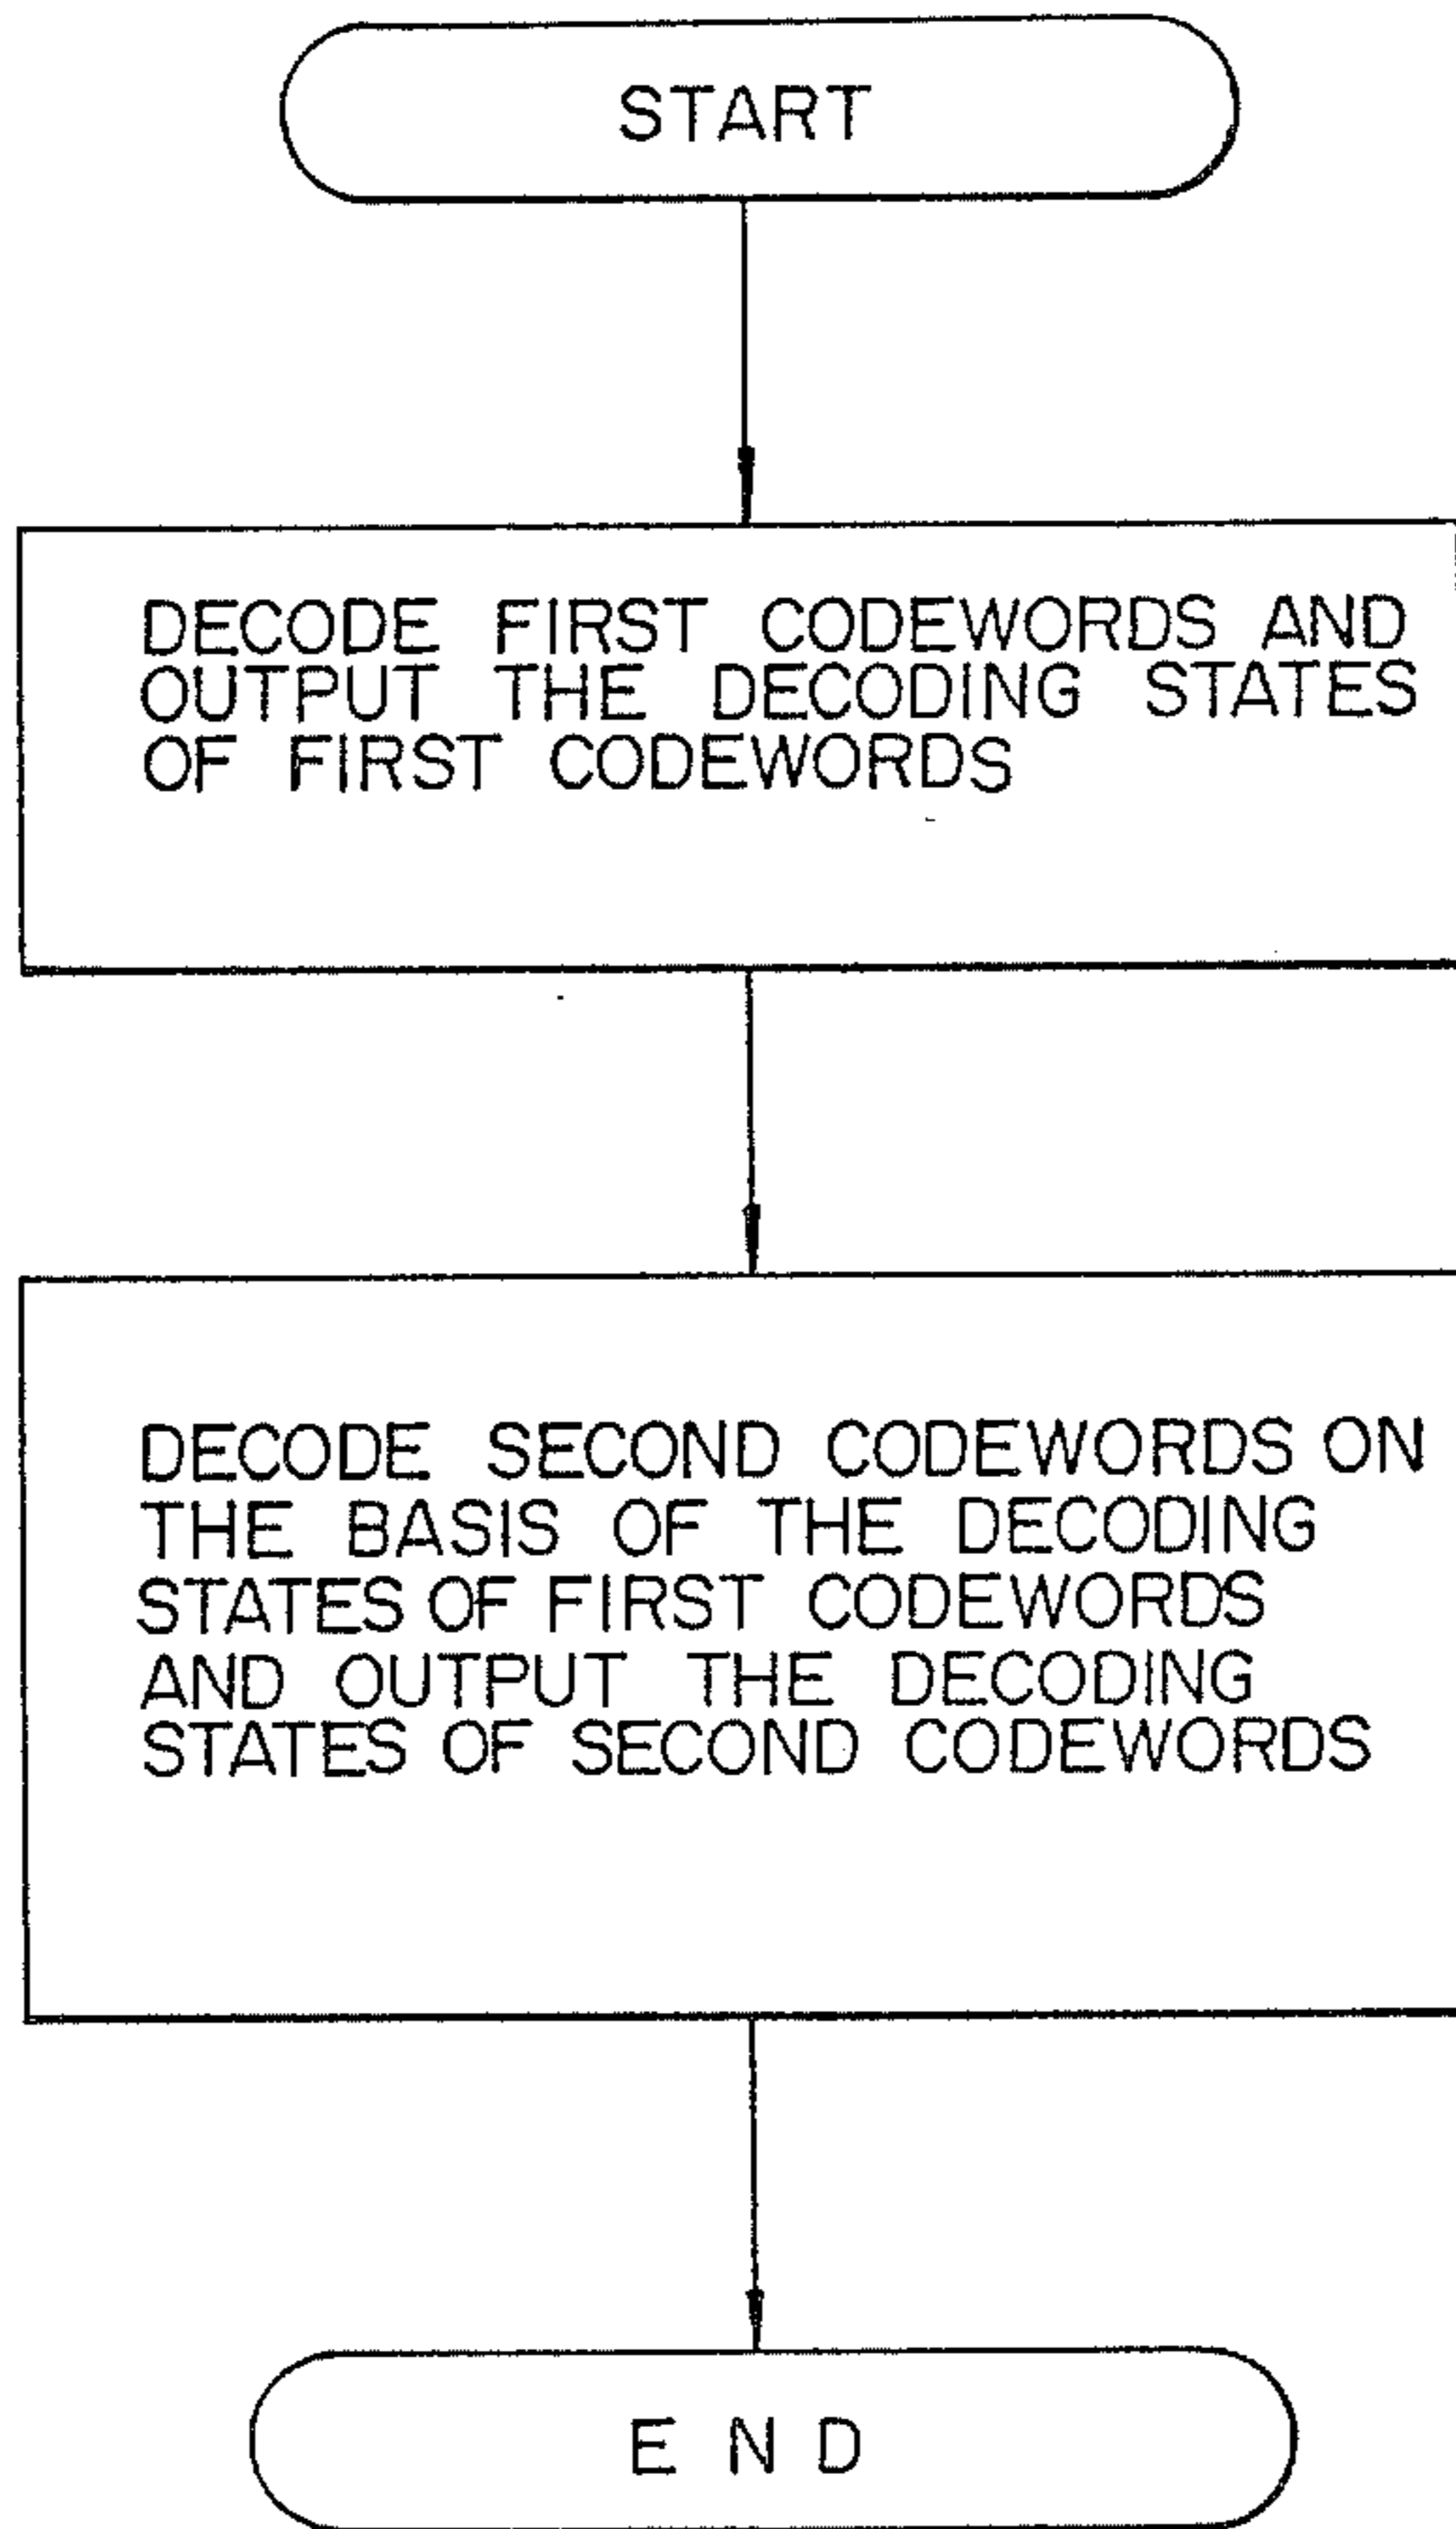 START
DECODE FIRST CODEWORDS AND
OUTPUT THE DECODING STATES
OF FIRST CODEWORDS
DECODE SECOND CODEWORDS ON
THE BASIS OF THE DECODING
STATES OF FIRST CODEWORDS
AND OUTPUT THE DECODING
STATES OF SECOND CODEWORDS
END